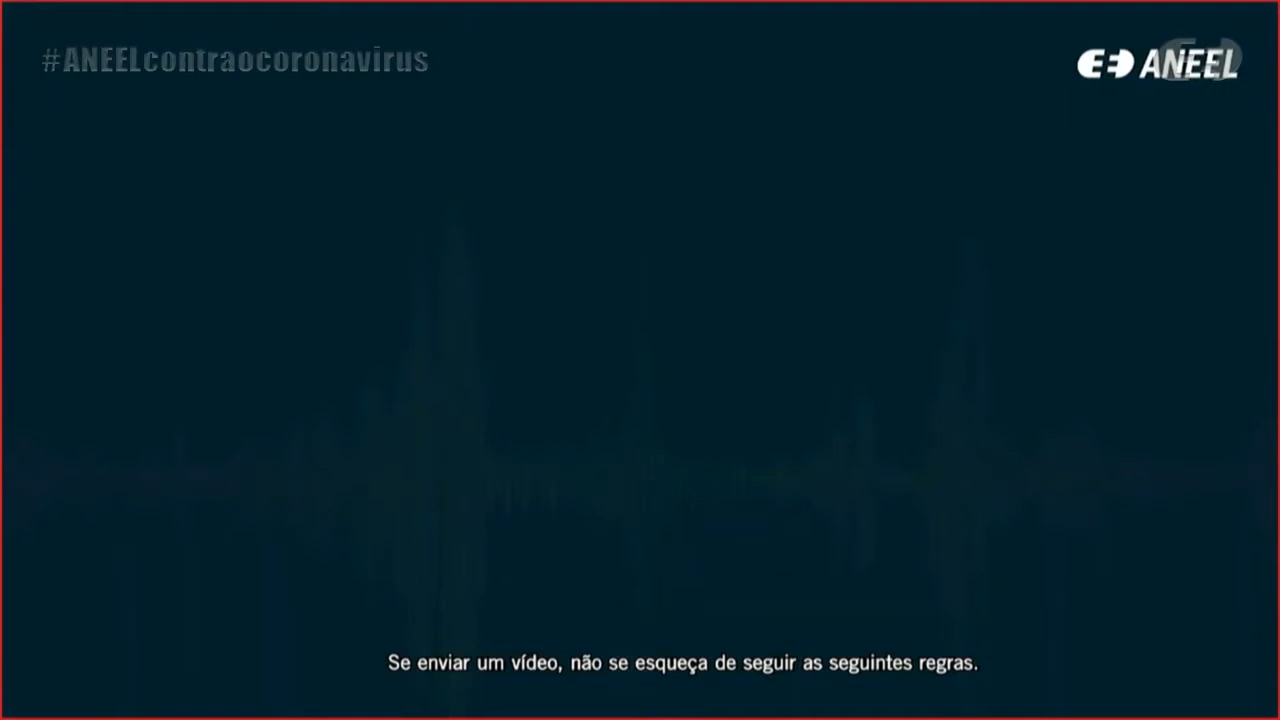 #ANEELcontraocoronavirus
ANEEL
Se enviar um vídeo, não se esqueça de seguir as seguintes regras.